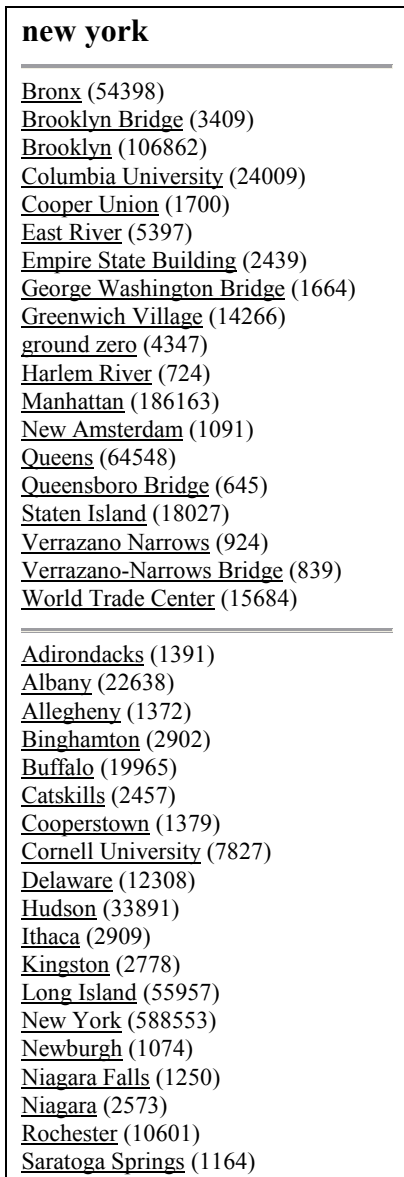 new york
Bronx (54398)
Brooklyn Bridge (3409)
Brooklyn (106862)
Columbia University (24009)
Cooper Union (1700)
East River (5397)
Empire State Building (2439)
George Washington Bridge (1664)
Greenwich Village (14266)
ground zero (4347)
Harlem River (724)
Manhattan (186163)
New Amsterdam (1091)
Queens (64548)
Queensboro Bridge (645)
Staten Island (18027)
Verrazano Narrows (924)
Verrazano-Narrows Bridge (839)
World Trade Center (15684)
Adirondacks (1391)
Albany (22638)
Allegheny (1372)
Binghamton (2902)
Buffalo (19965)
Catskills (2457)
Cooperstown (1379)
Cornell University (7827)
Delaware (12308)
Hudson (33891)
Ithaca (2909)
Kingston (2778)
Long Island (55957)
New York (588553)
Newburgh (1074)
Niagara Falls (1250)
Niagara (2573)
Rochester (10601)
Saratoga Springs (1164)